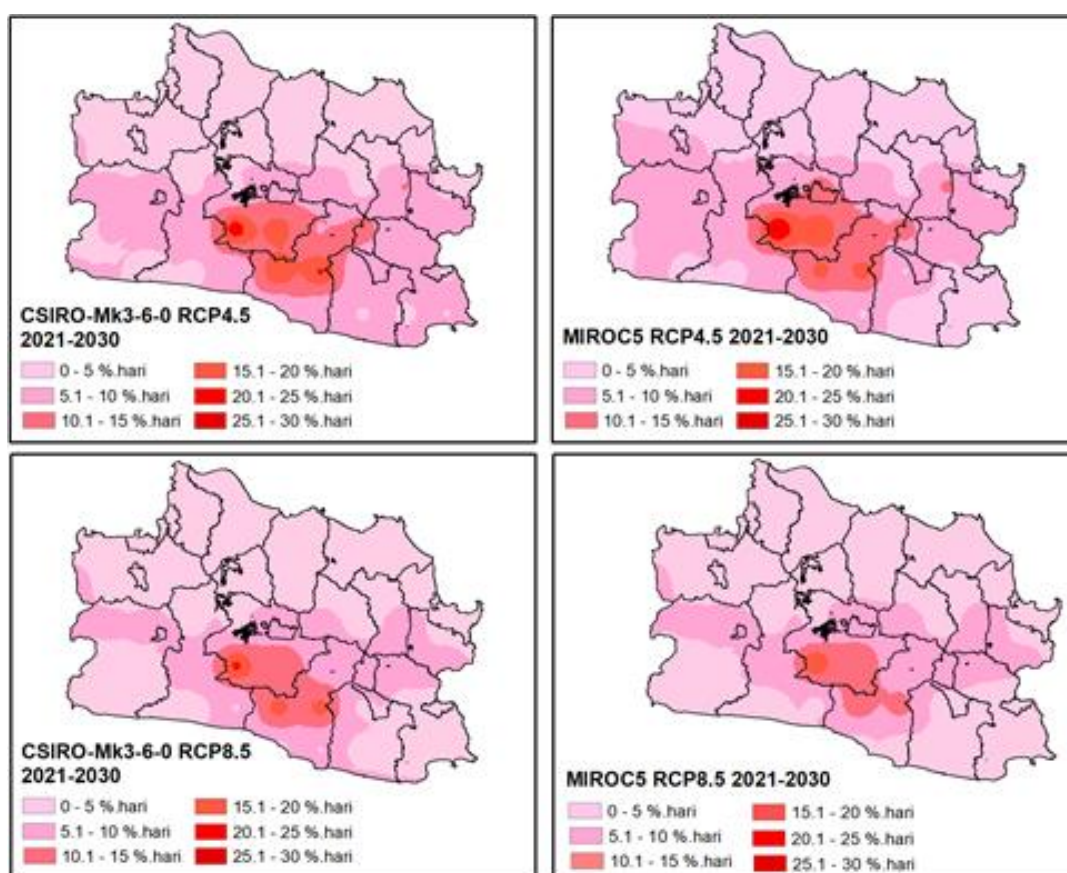 CSIRO-Mk3-6-0 RCP4.5
2021-2030
0 - 5 %.hari
15.1 - 20 %.hari
5.1 - 10 %.hari
20.1 - 25 %.hari
10.1 - 15 %.hari
25.1 - 30 %.hari
MIROC5 RCP4.5 2021-2030
0 - 5 %.hari
15.1 - 20 %.hari
5.1 - 10 %.hari
20.1 - 25 %.hari
10.1 - 15 %.hari
25.1 - 30 %.hari
CSIRO-Mk3-6-0 RCP8.5
2021-2030
0 - 5 %.hari
15.1 - 20 %.hari
5.1 - 10 %.hari
20.1 - 25 %.hari
10.1 - 15 %.hari
25.1 - 30 %.hari
MIROC5 RCP8.5 2021-2030
0 - 5 %.hari
15.1 - 20 %.hari
5.1 - 10 %.hari
20.1 - 25 %.hari
10.1 - 15 %.hari
25.1 - 30 %.hari